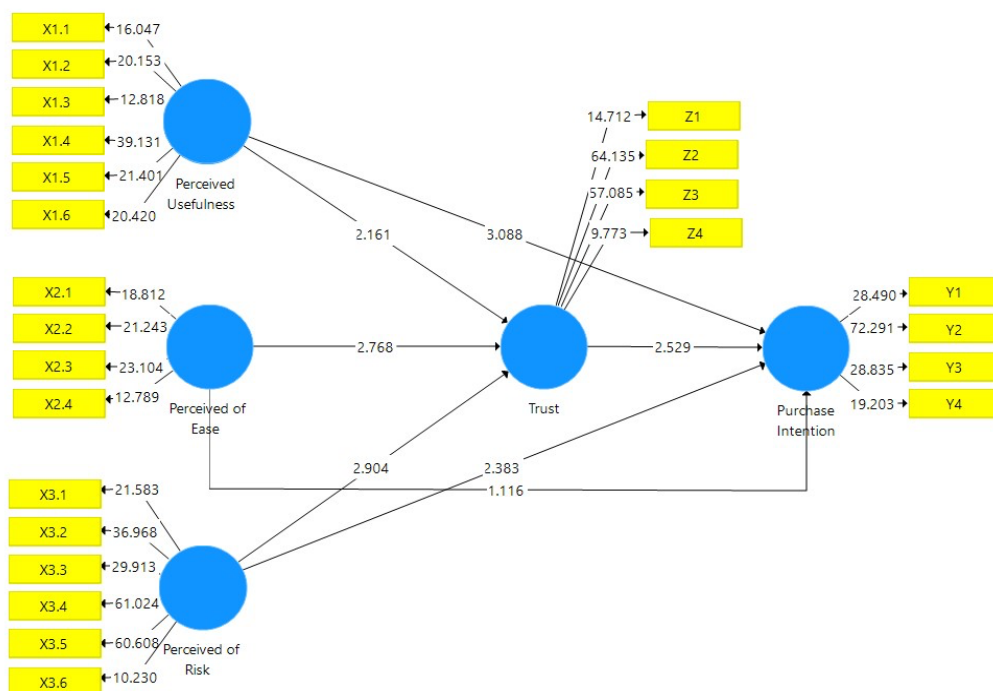 X1.1
16.047
X1.2
20.153
X1.3
12.818
X1.4
39.131
X1.5
21.401
X1.6
20.420
Perceived
Usefulness
14.712
Z1
64.135
Z2
57.085
Z3
9.773
Z4
2.161
3.088
X2.1
18.812
X2.2
21.243
X2.3
23.104
X2.4
12.789
Perceived of
Ease
2.768
Trust
2.529
Purchase
Intention
28.490
Y1
72.291
Y2
28.835
Y3
19.203
Y4
2.904
2.383
1.116
X3.1
21.583
X3.2
36.968
X3.3
29.913
X3.4
61.024
X3.5
60.608
X3.6
10.230
Perceived of
Risk